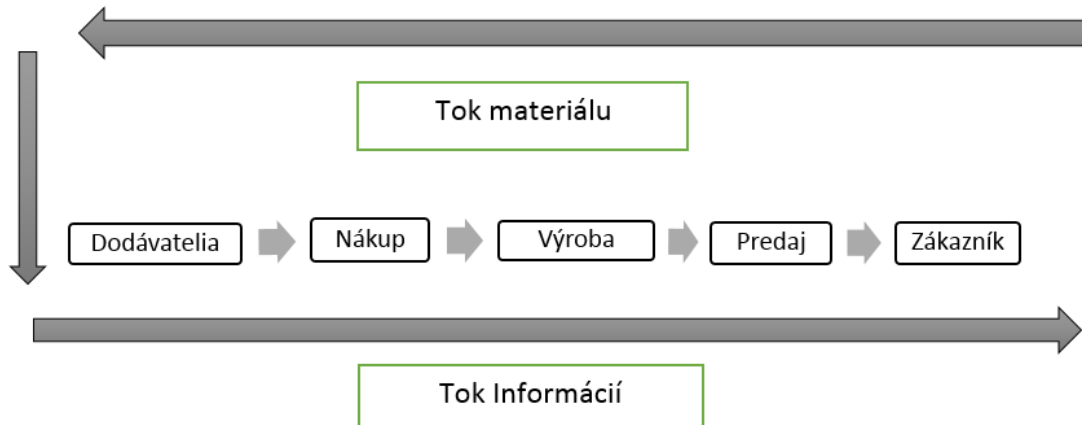 Tok materiálu
Dodávatelia
Nákup
Výroba
Predaj
Zákazník
Tok Informácií